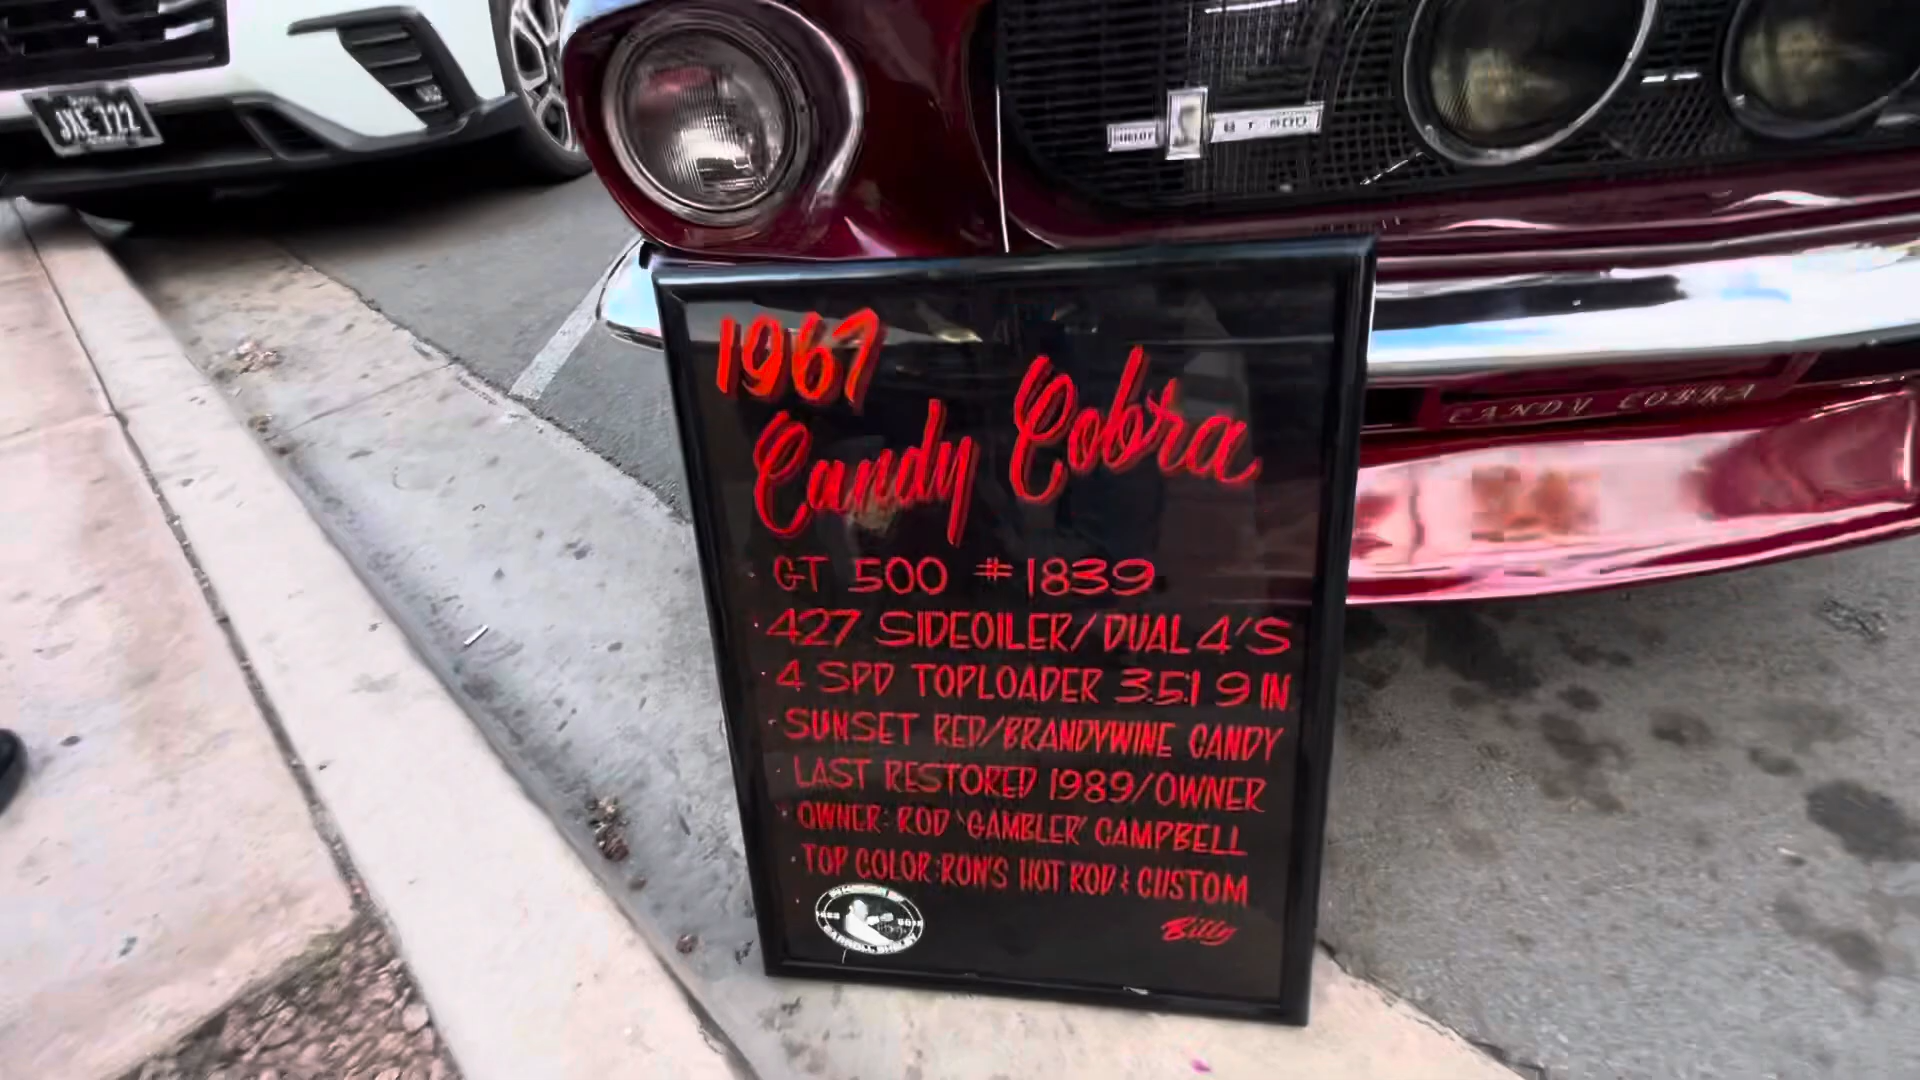 JXE 722
SHELBY GT 500
CANDY COBRA
1967
Candy Cobra
· GT 500 #1839
· 427 SIDEOILER/DUAL 4'S
· 4 SPD TOPLOADER 3.51 9 IN
· SUNSET RED/BRANDYWINE CANDY
· LAST RESTORED 1989/OWNER
· OWNER: ROD 'GAMBLER' CAMPBELL
· TOP COLOR: RON'S HOT ROD & CUSTOM
CARROLL SHELBY
Billy